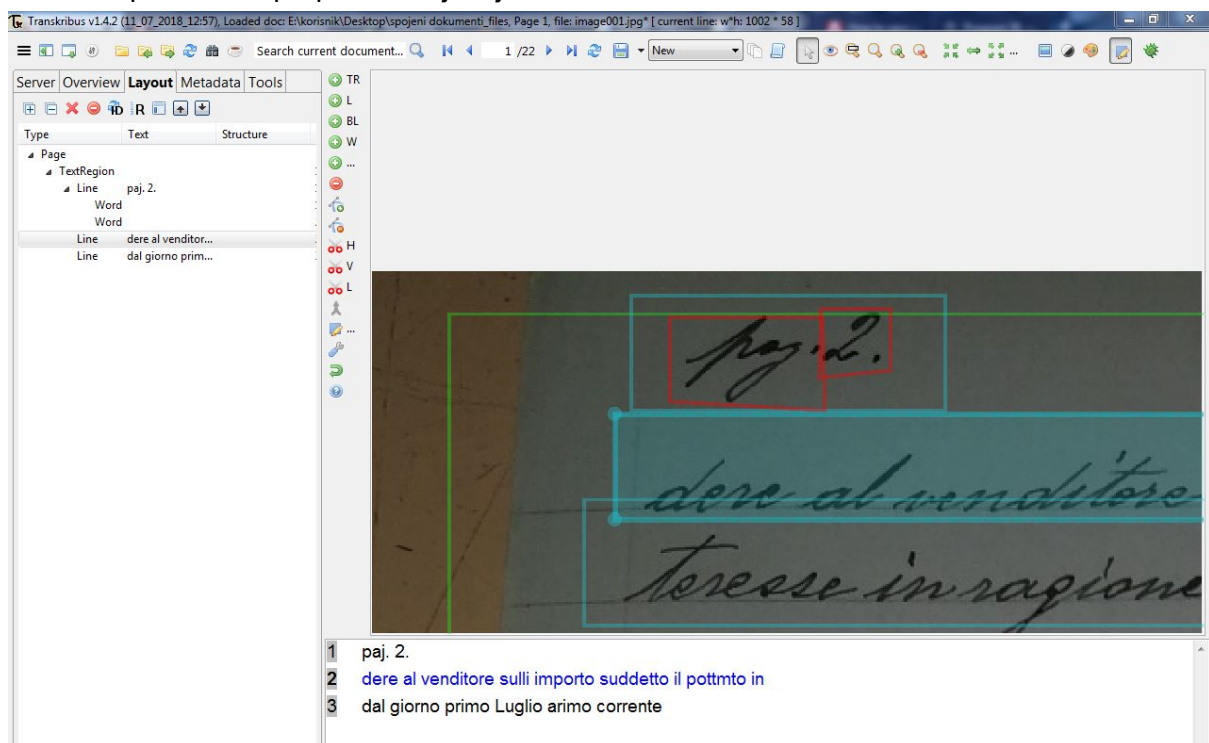 Transkribus v1.4.2 (11_07_2018_12:57), Loaded doc: E:\korisnik\Desktop\spojeni dokumenti_files, Page 1, file: image001.jpg* [ current line: w*h: 1002 * 58 ]
Search current document... 1 /22 New
Server Overview Layout Metadata Tools
ID R
Type Text Structure
Page
TextRegion
Line paj. 2.
Word
Word
Line dere al venditor...
Line dal giorno prim...
TR
L
BL
W
...
H
V
L
...
pag. 2.
dere al venditore
teresse in ragione
1 paj. 2.
2 dere al venditore sulli importo suddetto il pottmto in
3 dal giorno primo Luglio arimo corrente